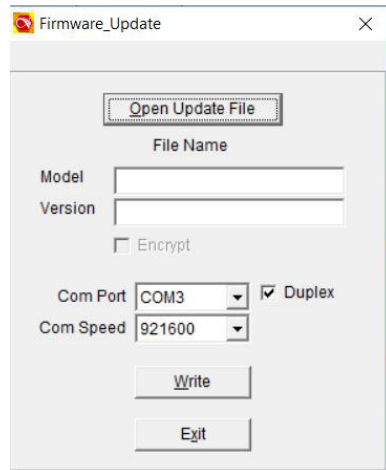 Firmware_Update
Open Update File
File Name
Model
Version
Encrypt
Com Port COM3 Duplex
Com Speed 921600
Write
Exit